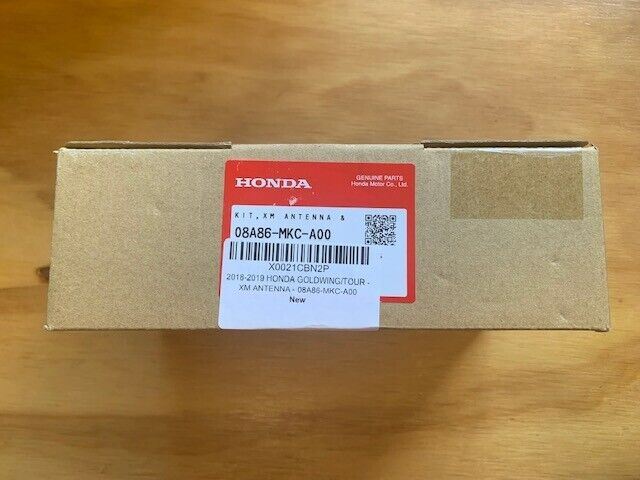 HONDA
GENUINE PARTS
Honda Motor Co., Ltd.
KIT,XM ANTENNA &
08A86-MKC-A00
X0021CBN2P
2018-2019 HONDA GOLDWING/TOUR -
XM ANTENNA - 08A86-MKC-A00
New